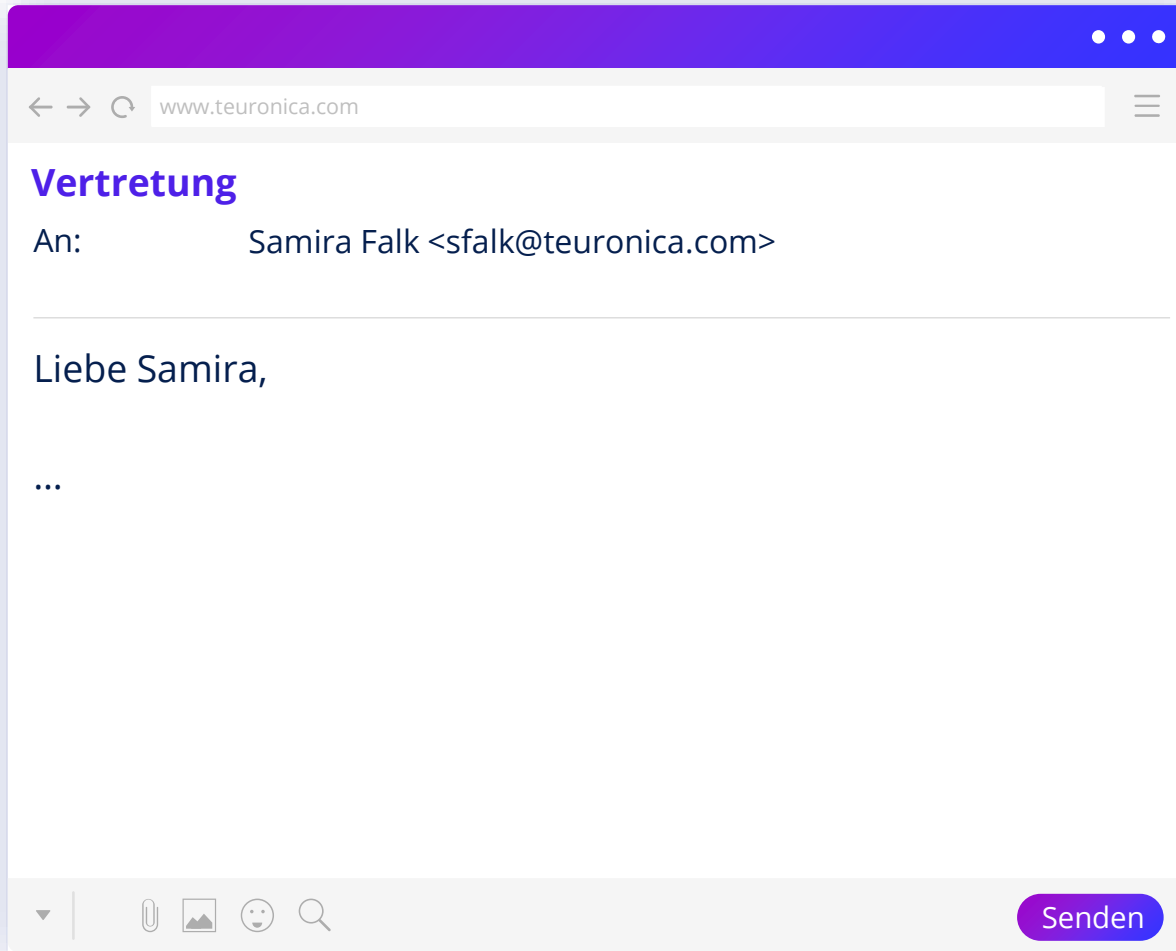 www.teuronica.com
Vertretung
An: Samira Falk <sfalk@teuronica.com>
Liebe Samira,
...
Senden